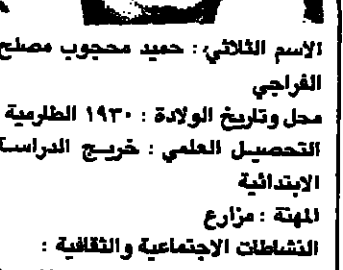 الاسم الثلاثي : حميد محجوب مصلح
الفراجي
محل وتاريخ الولادة : ١٩٣٠ الطارمية
التحصيل العلمي : خريج الدراسة
الابتدائية
المهنة : مزارع
النشاطات الاجتماعية والثقافية :